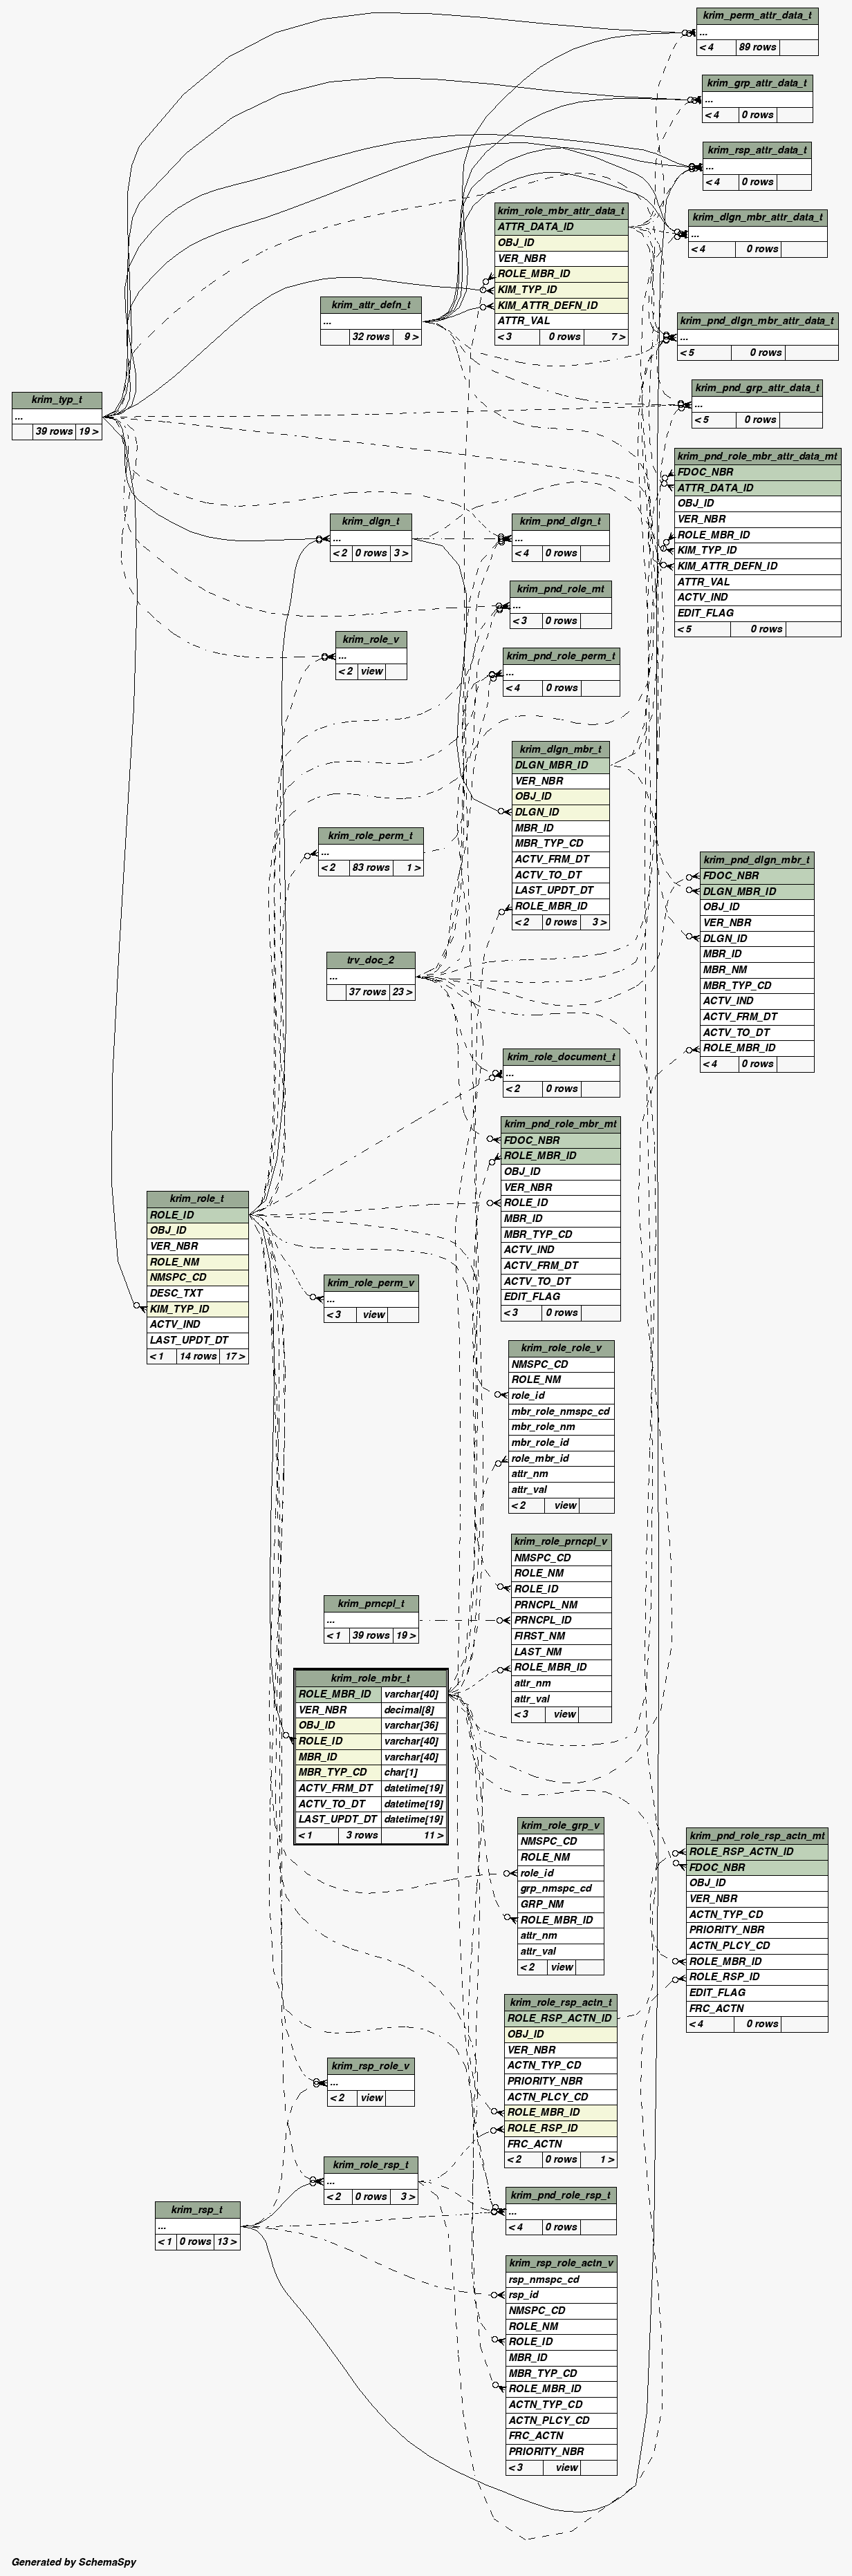 krim_perm_attr_data_t
...
< 4 89 rows
krim_grp_attr_data_t
...
< 4 0 rows
krim_rsp_attr_data_t
...
< 4 0 rows
krim_role_mbr_attr_data_t
ATTR_DATA_ID
OBJ_ID
VER_NBR
ROLE_MBR_ID
KIM_TYP_ID
KIM_ATTR_DEFN_ID
ATTR_VAL
< 3 0 rows 7 >
krim_dlgn_mbr_attr_data_t
...
< 4 0 rows
krim_attr_defn_t
...
32 rows 9 >
krim_pnd_dlgn_mbr_attr_data_t
...
< 5 0 rows
krim_typ_t
...
39 rows 19 >
krim_pnd_grp_attr_data_t
...
< 5 0 rows
krim_pnd_role_mbr_attr_data_mt
FDOC_NBR
ATTR_DATA_ID
OBJ_ID
VER_NBR
ROLE_MBR_ID
KIM_TYP_ID
KIM_ATTR_DEFN_ID
ATTR_VAL
ACTV_IND
EDIT_FLAG
< 5 0 rows
krim_dlgn_t
...
< 2 0 rows 3 >
krim_pnd_dlgn_t
...
< 4 0 rows
krim_pnd_role_mt
...
< 3 0 rows
krim_role_v
...
< 2 view
krim_pnd_role_perm_t
...
< 4 0 rows
krim_dlgn_mbr_t
DLGN_MBR_ID
VER_NBR
OBJ_ID
DLGN_ID
MBR_ID
MBR_TYP_CD
ACTV_FRM_DT
ACTV_TO_DT
LAST_UPDT_DT
ROLE_MBR_ID
< 2 0 rows 3 >
krim_role_perm_t
...
< 2 83 rows 1 >
krim_pnd_dlgn_mbr_t
FDOC_NBR
DLGN_MBR_ID
OBJ_ID
VER_NBR
DLGN_ID
MBR_ID
MBR_NM
MBR_TYP_CD
ACTV_IND
ACTV_FRM_DT
ACTV_TO_DT
ROLE_MBR_ID
< 4 0 rows
trv_doc_2
...
37 rows 23 >
krim_role_document_t
...
< 2 0 rows
krim_pnd_role_mbr_mt
FDOC_NBR
ROLE_MBR_ID
OBJ_ID
VER_NBR
ROLE_ID
MBR_ID
MBR_TYP_CD
ACTV_IND
ACTV_FRM_DT
ACTV_TO_DT
EDIT_FLAG
< 3 0 rows
krim_role_t
ROLE_ID
OBJ_ID
VER_NBR
ROLE_NM
NMSPC_CD
DESC_TXT
KIM_TYP_ID
ACTV_IND
LAST_UPDT_DT
< 1 14 rows 17 >
krim_role_perm_v
...
< 3 view
krim_role_role_v
NMSPC_CD
ROLE_NM
role_id
mbr_role_nmspc_cd
mbr_role_nm
mbr_role_id
role_mbr_id
attr_nm
attr_val
< 2 view
krim_role_prncpl_v
NMSPC_CD
ROLE_NM
ROLE_ID
PRNCPL_NM
PRNCPL_ID
FIRST_NM
LAST_NM
ROLE_MBR_ID
attr_nm
attr_val
< 3 view
krim_prncpl_t
...
< 1 39 rows 19 >
krim_role_mbr_t
ROLE_MBR_ID varchar[40]
VER_NBR decimal[8]
OBJ_ID varchar[36]
ROLE_ID varchar[40]
MBR_ID varchar[40]
MBR_TYP_CD char[1]
ACTV_FRM_DT datetime[19]
ACTV_TO_DT datetime[19]
LAST_UPDT_DT datetime[19]
< 1 3 rows 11 >
krim_role_grp_v
NMSPC_CD
ROLE_NM
role_id
grp_nmspc_cd
GRP_NM
ROLE_MBR_ID
attr_nm
attr_val
< 2 view
krim_pnd_role_rsp_actn_mt
ROLE_RSP_ACTN_ID
FDOC_NBR
OBJ_ID
VER_NBR
ACTN_TYP_CD
PRIORITY_NBR
ACTN_PLCY_CD
ROLE_MBR_ID
ROLE_RSP_ID
EDIT_FLAG
FRC_ACTN
< 4 0 rows
krim_role_rsp_actn_t
ROLE_RSP_ACTN_ID
OBJ_ID
VER_NBR
ACTN_TYP_CD
PRIORITY_NBR
ACTN_PLCY_CD
ROLE_MBR_ID
ROLE_RSP_ID
FRC_ACTN
< 2 0 rows 1 >
krim_rsp_role_v
...
< 2 view
krim_role_rsp_t
...
< 2 0 rows 3 >
krim_rsp_t
...
< 1 0 rows 13 >
krim_pnd_role_rsp_t
...
< 4 0 rows
krim_rsp_role_actn_v
rsp_nmspc_cd
rsp_id
NMSPC_CD
ROLE_NM
ROLE_ID
MBR_ID
MBR_TYP_CD
ROLE_MBR_ID
ACTN_TYP_CD
ACTN_PLCY_CD
FRC_ACTN
PRIORITY_NBR
< 3 view
Generated by SchemaSpy